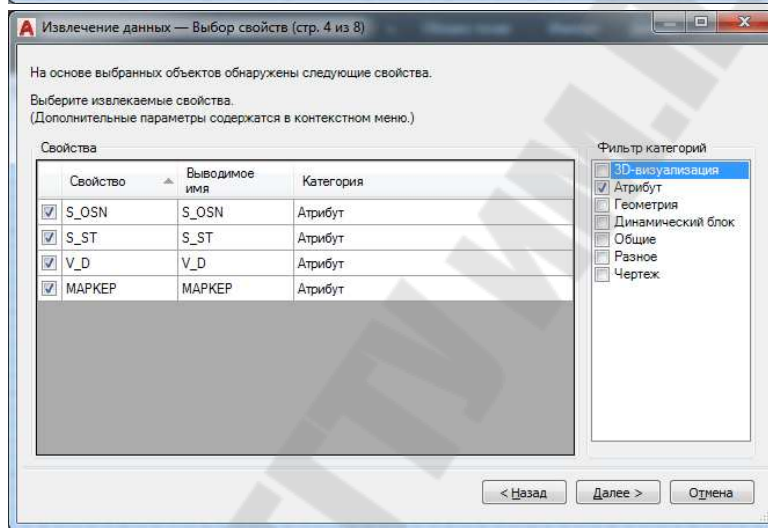 Извлечение данных — Выбор свойств (стр. 4 из 8)
На основе выбранных объектов обнаружены следующие свойства.
Выберите извлекаемые свойства.
(Дополнительные параметры содержатся в контекстном меню.)
Свойства
Свойство Выводимое имя Категория
S_OSN S_OSN Атрибут
S_ST S_ST Атрибут
V_D V_D Атрибут
МАРКЕР МАРКЕР Атрибут
Фильтр категорий
3D-визуализация
Атрибут
Геометрия
Динамический блок
Общие
Разное
Чертеж
< Назад Далее > Отмена